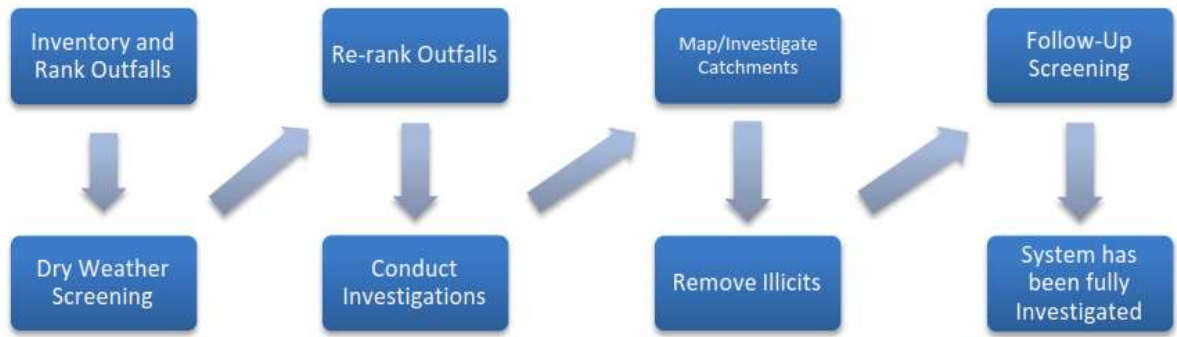 Inventory and
Rank Outfalls
Dry Weather
Screening
Re-rank Outfalls
Conduct
Investigations
Map/Investigate
Catchments
Remove Illicits
Follow-Up
Screening
System has
been fully
Investigated